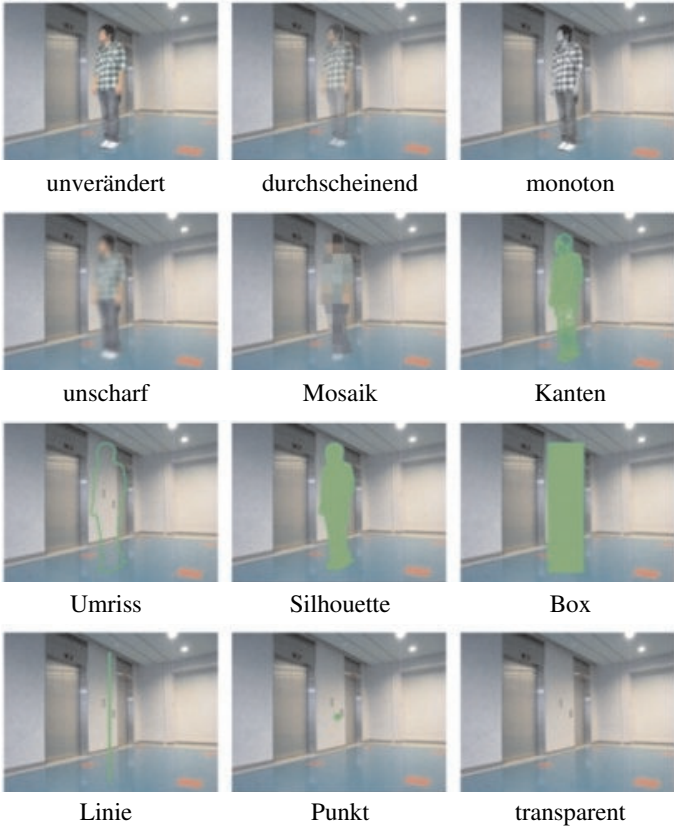 unverändert
durchscheinend
monoton
unscharf
Mosaik
Kanten
Umriss
Silhouette
Box
Linie
Punkt
transparent